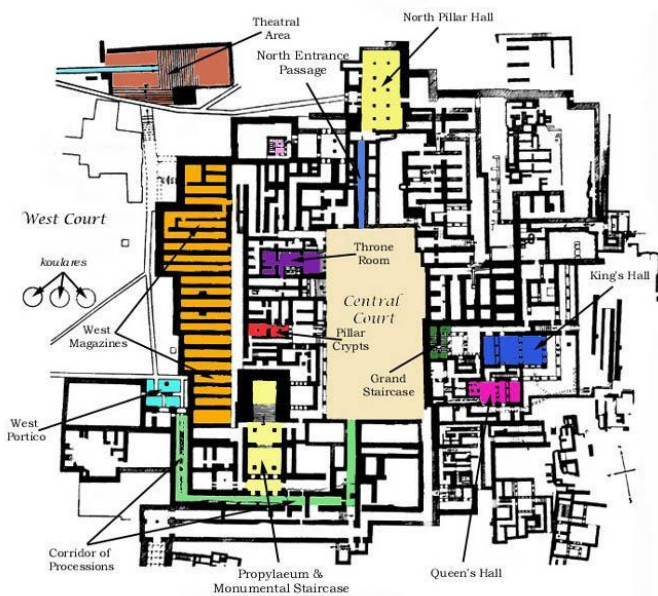 Theatral
Area
North Pillar Hall
North Entrance
Passage
West Court
koulares
Throne
Room
King's Hall
Central
Court
West
Magazines
Pillar
Crypts
Grand
Staircase
West
Portico
Corridor of
Processions
Propylaeum &
Monumental Staircase
Queen's Hall